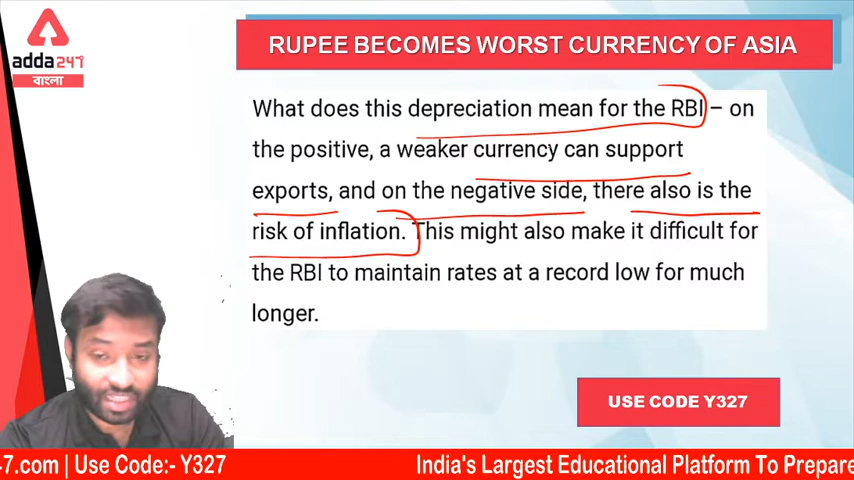 adda247
বাংলা
RUPEE BECOMES WORST CURRENCY OF ASIA
What does this depreciation mean for the RBI – on
the positive, a weaker currency can support
exports, and on the negative side, there also is the
risk of inflation. This might also make it difficult for
the RBI to maintain rates at a record low for much
longer.
USE CODE Y327
47.com | Use Code:- Y327
India's Largest Educational Platform To Prepare